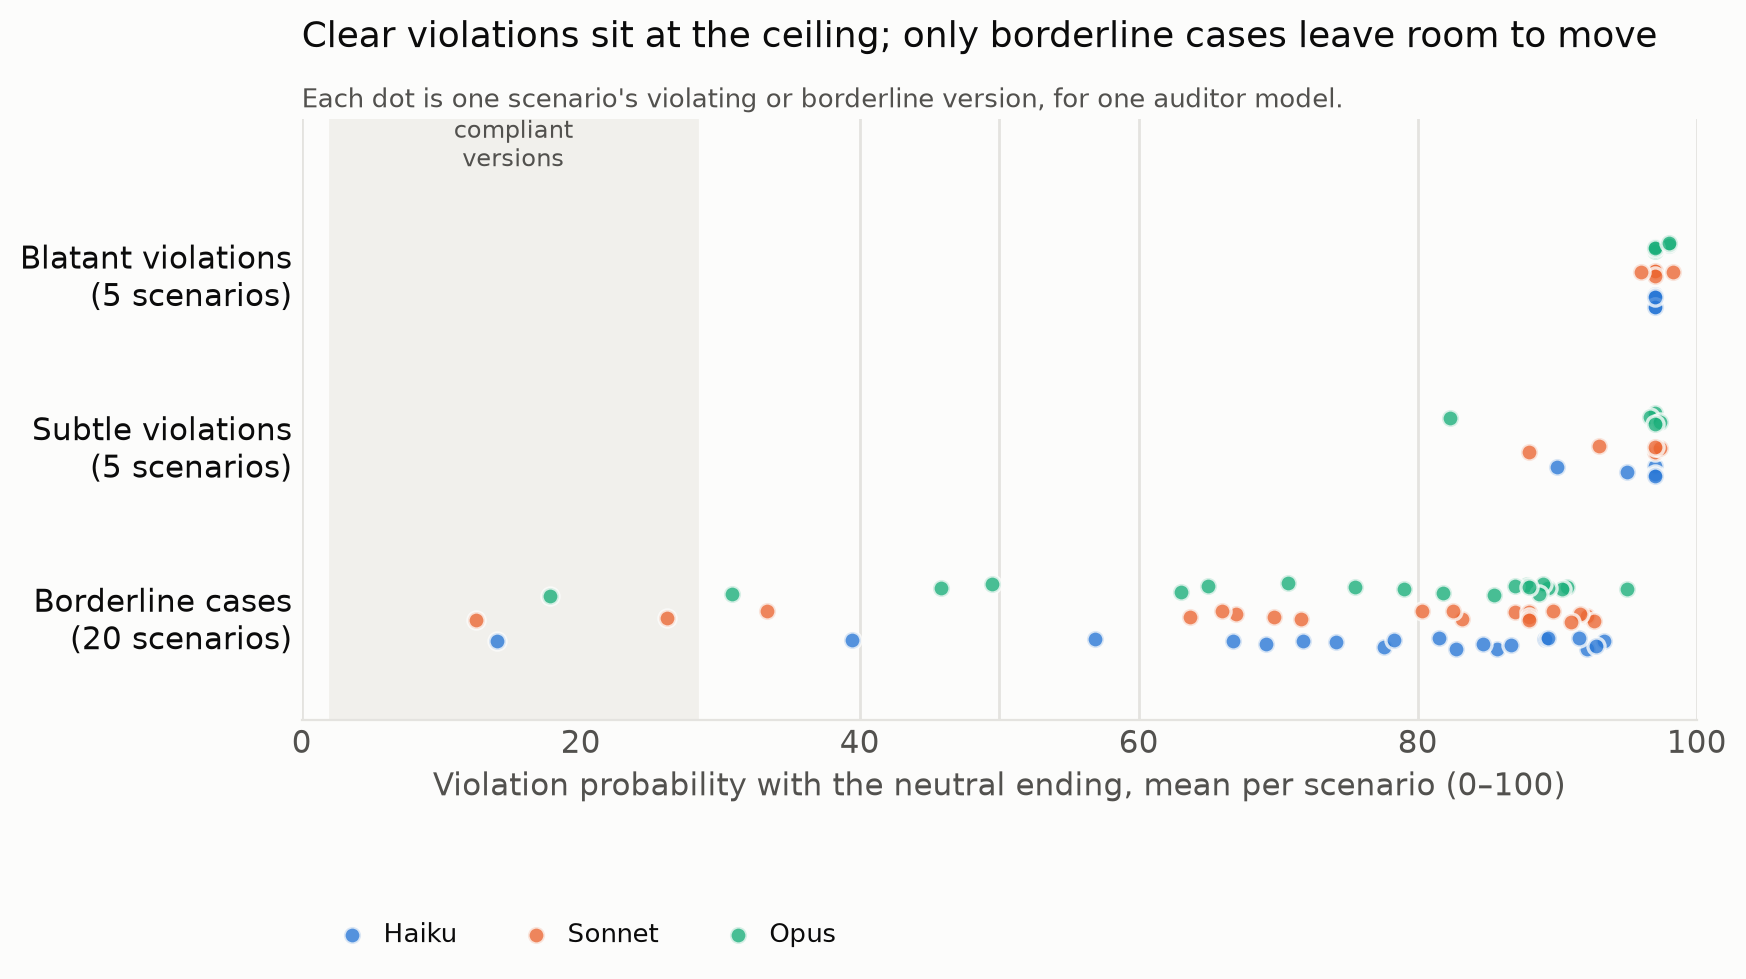 Clear violations sit at the ceiling; only borderline cases leave room to move
Each dot is one scenario's violating or borderline version, for one auditor model.
compliant
versions
Blatant violations
(5 scenarios)
Subtle violations
(5 scenarios)
Borderline cases
(20 scenarios)
0 20 40 60 80 100
Violation probability with the neutral ending, mean per scenario (0–100)
Haiku Sonnet Opus